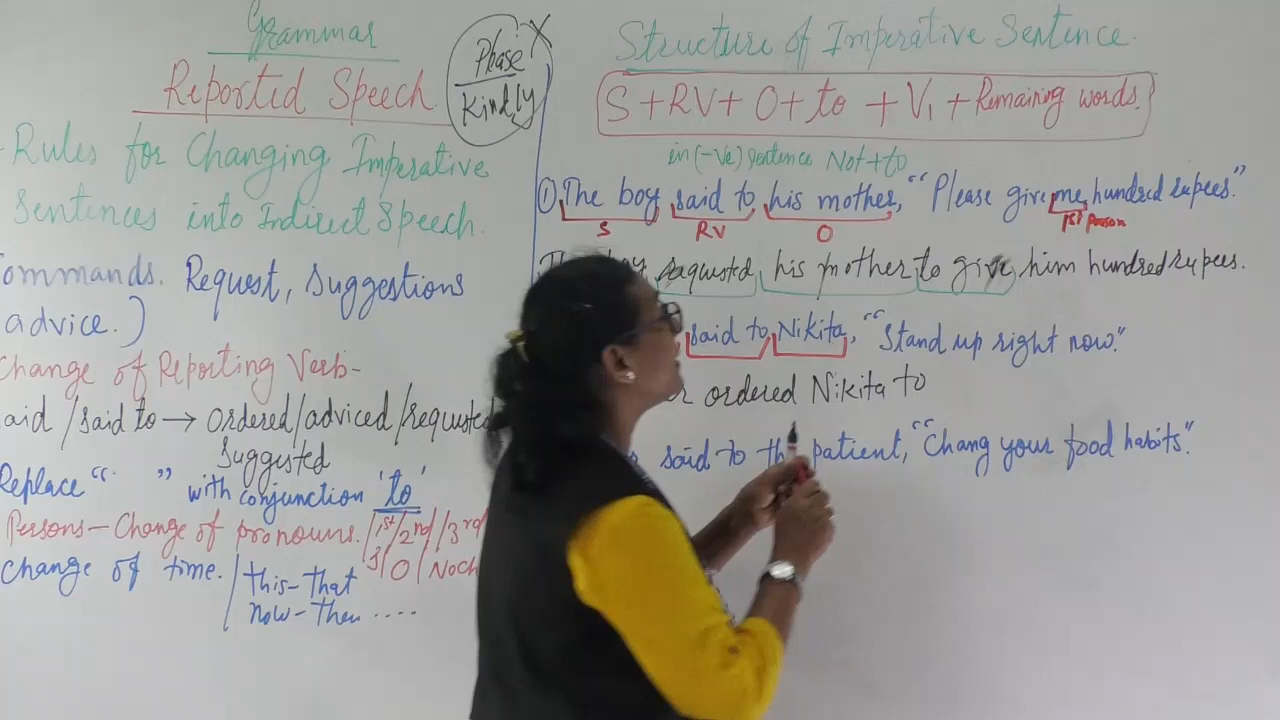 Grammar
Reported Speech
Please
Kindly
Rules for Changing Imperative
Sentences into Indirect Speech.
ommands. Request, Suggestions
advice.)
Change of Reporting Verb-
aid /said to → Ordered/adviced/requested
Suggested
Replace " " with conjunction 'to'
Persons - Change of pronouns. /1st/2nd/3rd
S/O/Noch
Change of time. / this-that
now-then ....
Structure of Imperative Sentence.
S + RV + O + to + V1 + Remaining words.
in (-ve) sentence Not + to
① The boy said to his mother, "Please give me hundred rupees."
S RV O 1st Person
requested his mother to give him hundred rupees.
said to Nikita, "Stand up right now."
ordered Nikita to
said to patient, "Chang your food habits".